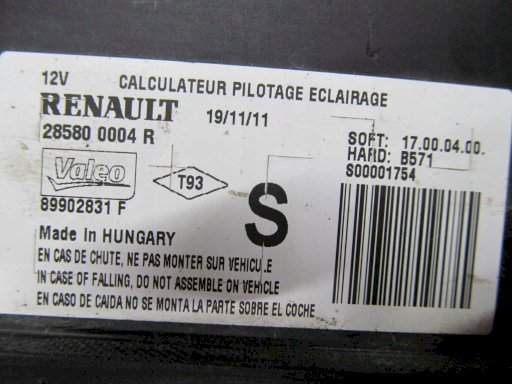 12V CALCULATEUR PILOTAGE ECLAIRAGE
RENAULT 19/11/11
28580 0004 R
SOFT: 17.00.04.00.
HARD: B571
S00001754
Valeo
T93
S
89902831 F
Made In HUNGARY
EN CAS DE CHUTE, NE PAS MONTER SUR VEHICULE
IN CASE OF FALLING, DO NOT ASSEMBLE ON VEHICLE
EN CASO DE CAIDA NO SE MONTA LA PARTE SOBRE EL COCHE